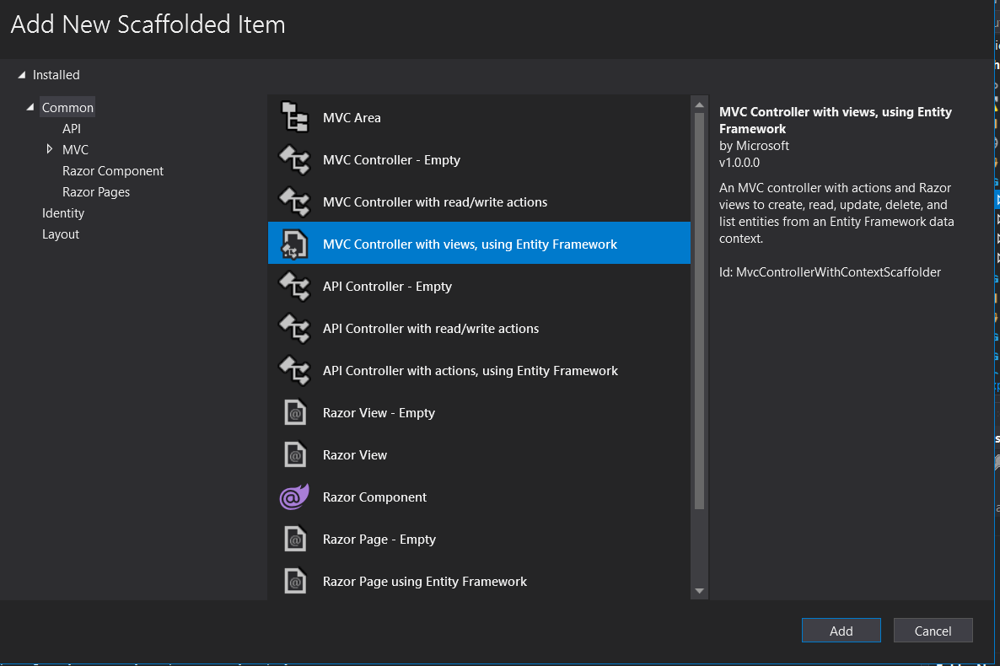 Add New Scaffolded Item
Installed
Common
API
MVC
Razor Component
Razor Pages
Identity
Layout
MVC Area
MVC Controller - Empty
MVC Controller with read/write actions
MVC Controller with views, using Entity Framework
API Controller - Empty
API Controller with read/write actions
API Controller with actions, using Entity Framework
Razor View - Empty
Razor View
Razor Component
Razor Page - Empty
Razor Page using Entity Framework
MVC Controller with views, using Entity
Framework
by Microsoft
v1.0.0.0
An MVC controller with actions and Razor
views to create, read, update, delete, and
list entities from an Entity Framework data
context.
Id: MvcControllerWithContextScaffolder
Add
Cancel